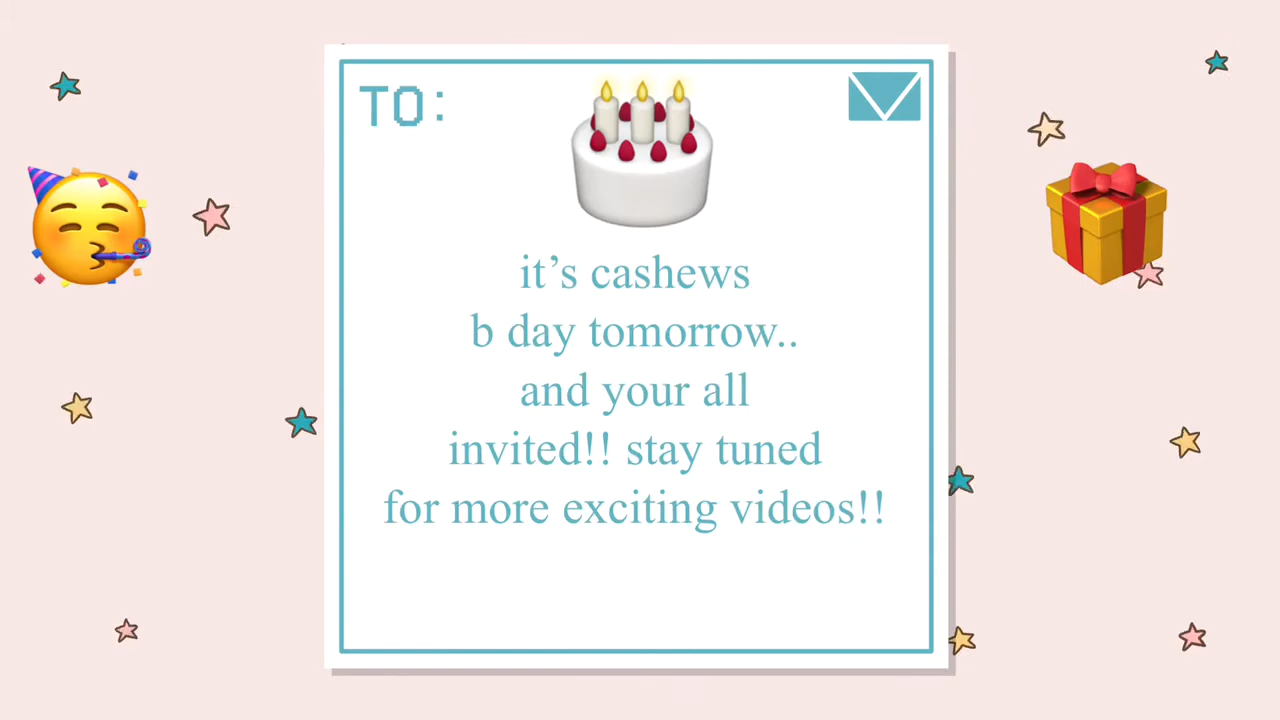 TO:
it’s cashews
b day tomorrow..
and your all
invited!! stay tuned
for more exciting videos!!